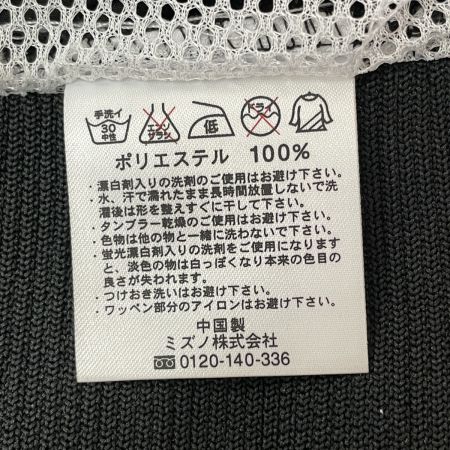 手洗イ
30
中性
エンソ
サラシ
低
ドライ
ポリエステル 100%
・漂白剤入りの洗剤のご使用はお避け下さい。
・水、汗で濡れたまま長時間放置しないで洗
濯後は形を整えすぐに干して下さい。
・タンブラー乾燥のご使用はお避け下さい。
・色物は他の物と一緒に洗わないで下さい。
・蛍光漂白剤入りの洗剤をご使用になります
と、淡色の物は白っぽくなり本来の色目の
良さが失われます。
・つけおき洗いはお避け下さい。
・ワッペン部分のアイロンはお避け下さい。
中国製
ミズノ株式会社
0120-140-336